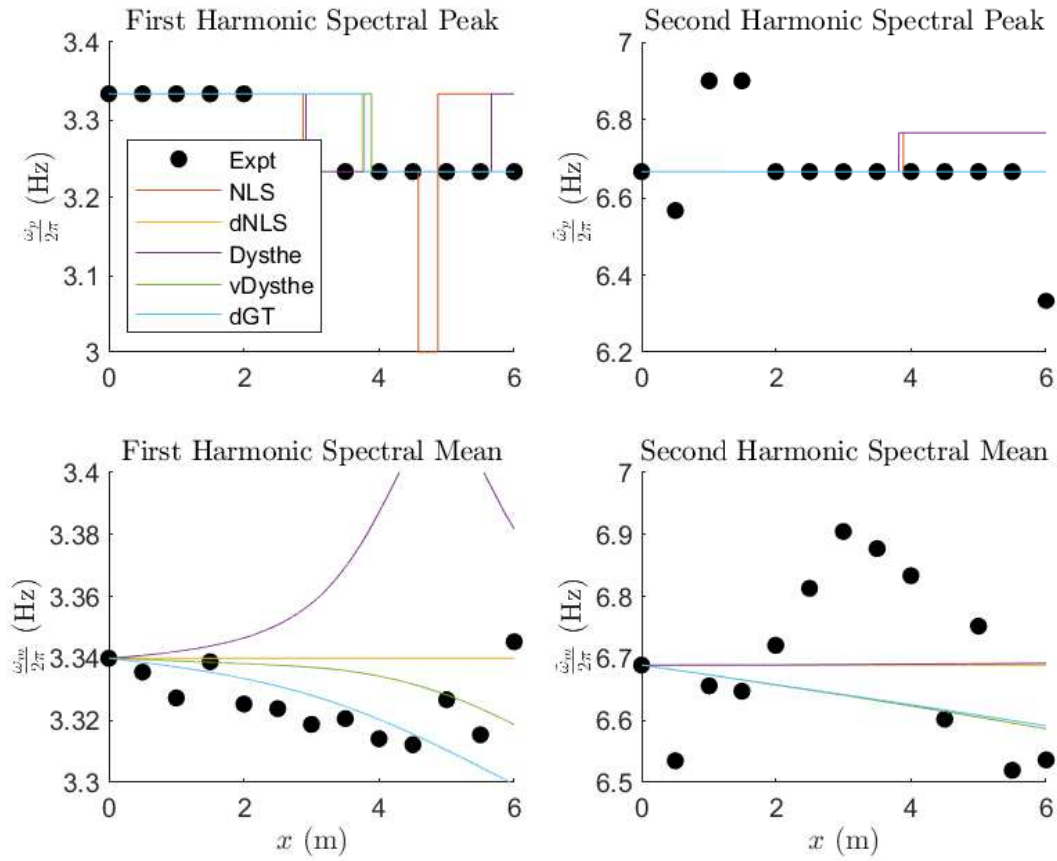 First Harmonic Spectral Peak
3.4
3.3
3.2
3.1
3
ω_p/2π (Hz)
0 2 4 6
Expt
NLS
dNLS
Dysthe
vDysthe
dGT
Second Harmonic Spectral Peak
7
6.8
6.6
6.4
6.2
ω̃_p/2π (Hz)
0 2 4 6
First Harmonic Spectral Mean
3.4
3.38
3.36
3.34
3.32
3.3
ω_m/2π (Hz)
0 2 4 6
x (m)
Second Harmonic Spectral Mean
7
6.9
6.8
6.7
6.6
6.5
ω̃_m/2π (Hz)
0 2 4 6
x (m)